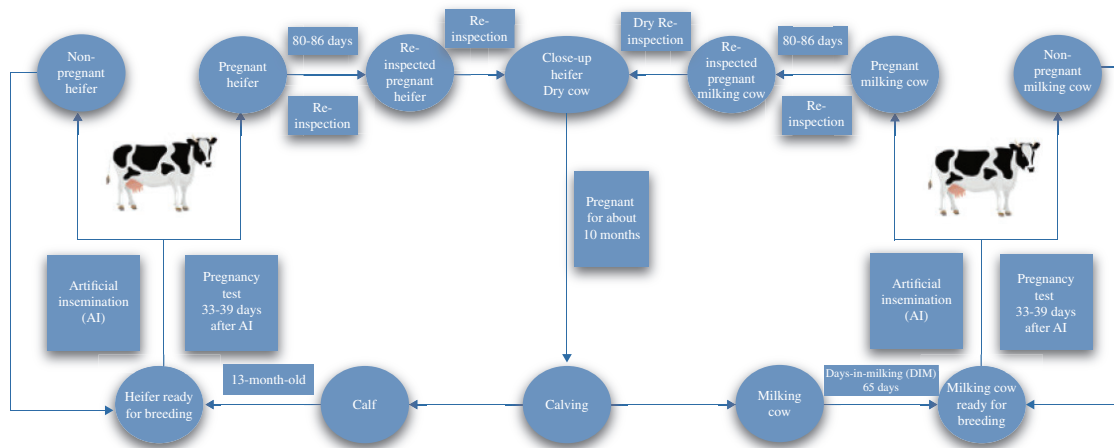 Non-
pregnant
heifer
Pregnant
heifer
80-86 days
Re-
inspection
Re-
inspected
pregnant
heifer
Re-
inspection
Close-up
heifer
Dry cow
Dry Re-
inspection
Re-
inspected
pregnant
milking cow
80-86 days
Re-
inspection
Pregnant
milking cow
Non-
pregnant
milking cow
Artificial
insemination
(AI)
Pregnancy
test
33-39 days
after AI
Pregnant
for about
10 months
Artificial
insemination
(AI)
Pregnancy
test
33-39 days
after AI
Heifer ready
for breeding
13-month-old
Calf
Calving
Milking
cow
Days-in-milking (DIM)
65 days
Milking cow
ready for
breeding